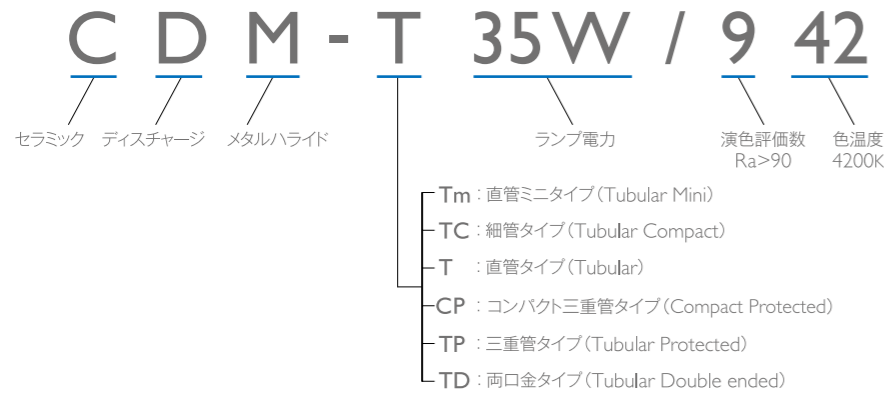 CDM-T 35W / 9 42
セラミック ディスチャージ メタルハライド ランプ電力 演色評価数 色温度
Ra>90 4200K
Tm：直管ミニタイプ（Tubular Mini）
TC：細管タイプ（Tubular Compact）
T：直管タイプ（Tubular）
CP：コンパクト三重管タイプ（Compact Protected）
TP：三重管タイプ（Tubular Protected）
TD：両口金タイプ（Tubular Double ended）